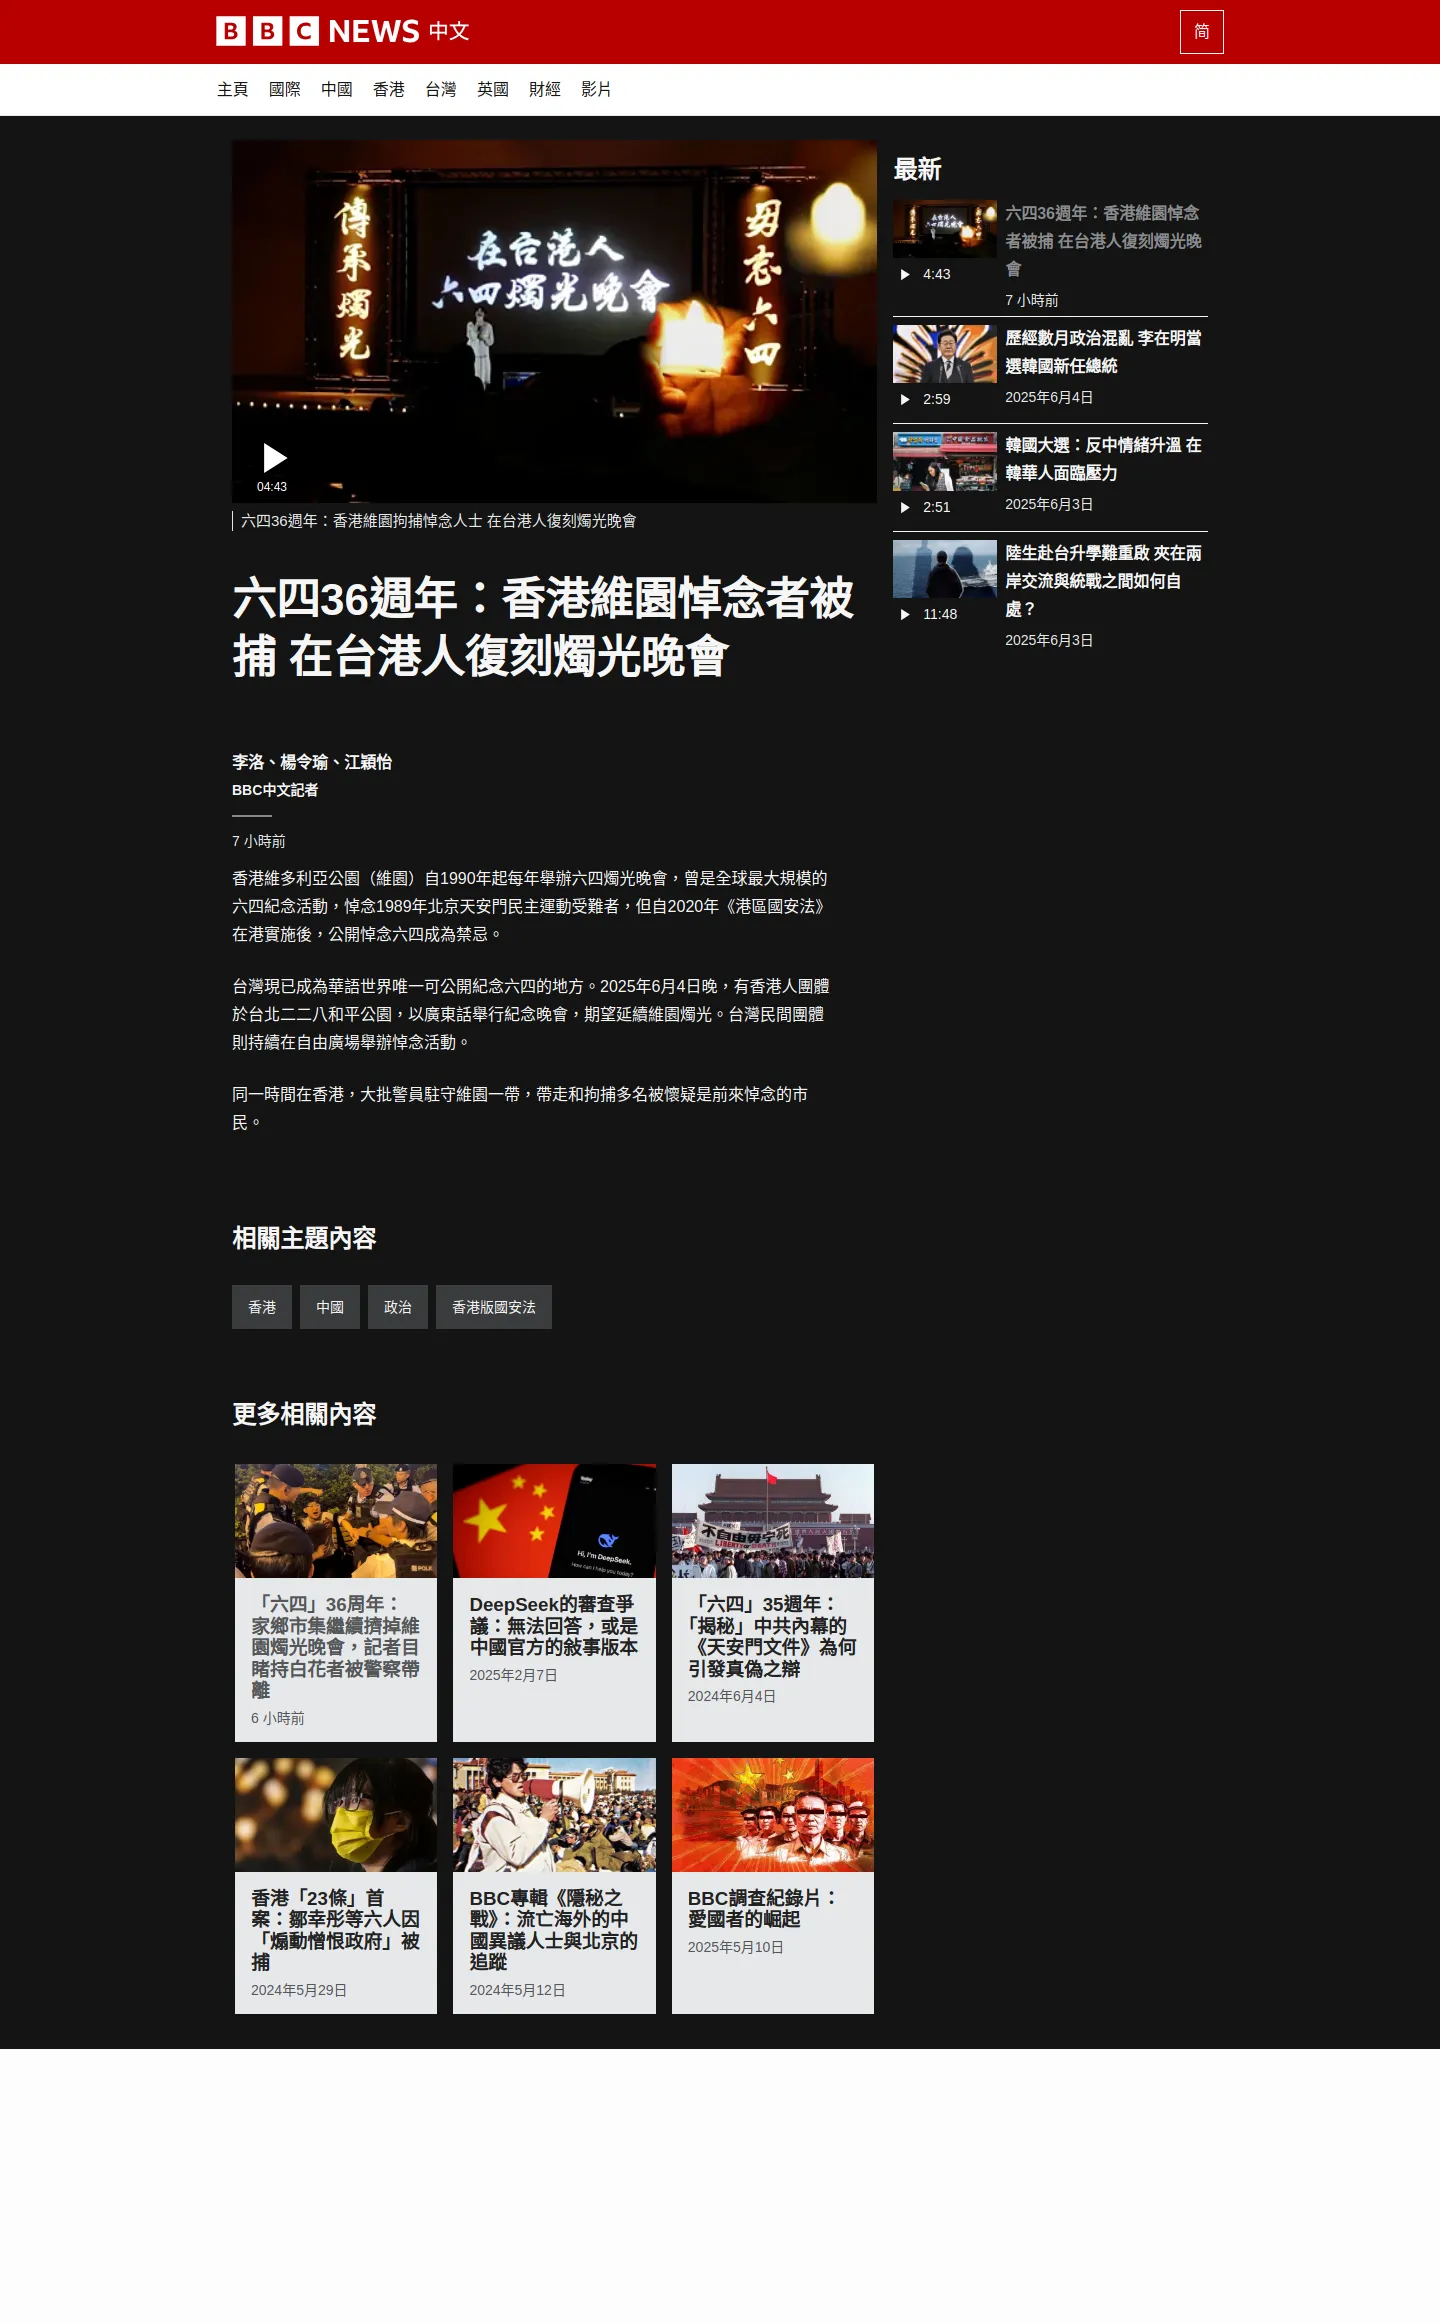 BBC NEWS 中文
简
主頁 國際 中國 香港 台灣 英國 財經 影片
傳承燭光
在台港人
六四燭光晚會
毋忘六四
04:43
六四36週年：香港維園拘捕悼念人士 在台港人復刻燭光晚會
六四36週年：香港維園悼念者被
捕 在台港人復刻燭光晚會
李洛、楊令瑜、江穎怡
BBC中文記者
7 小時前
香港維多利亞公園（維園）自1990年起每年舉辦六四燭光晚會，曾是全球最大規模的
六四紀念活動，悼念1989年北京天安門民主運動受難者，但自2020年《港區國安法》
在港實施後，公開悼念六四成為禁忌。
台灣現已成為華語世界唯一可公開紀念六四的地方。2025年6月4日晚，有香港人團體
於台北二二八和平公園，以廣東話舉行紀念晚會，期望延續維園燭光。台灣民間團體
則持續在自由廣場舉辦悼念活動。
同一時間在香港，大批警員駐守維園一帶，帶走和拘捕多名被懷疑是前來悼念的市
民。
最新
六四36週年：香港維園悼念
者被捕 在台港人復刻燭光晚
會
4:43
7 小時前
歷經數月政治混亂 李在明當
選韓國新任總統
2:59
2025年6月4日
韓國大選：反中情緒升溫 在
韓華人面臨壓力
2:51
2025年6月3日
陸生赴台升學難重啟 夾在兩
岸交流與統戰之間如何自
處？
11:48
2025年6月3日
相關主題內容
香港 中國 政治 香港版國安法
更多相關內容
「六四」36周年：
家鄉市集繼續擠掉維
園燭光晚會，記者目
睹持白花者被警察帶
離
6 小時前
Hi, I'm DeepSeek.
How can I help you today?
DeepSeek的審查爭
議：無法回答，或是
中國官方的敍事版本
2025年2月7日
不自由毋寧死
LIBERTY or DEATH
「六四」35週年：
「揭秘」中共內幕的
《天安門文件》為何
引發真偽之辯
2024年6月4日
香港「23條」首
案：鄒幸彤等六人因
「煽動憎恨政府」被
捕
2024年5月29日
BBC專輯《隱秘之
戰》：流亡海外的中
國異議人士與北京的
追蹤
2024年5月12日
BBC調查紀錄片：
愛國者的崛起
2025年5月10日